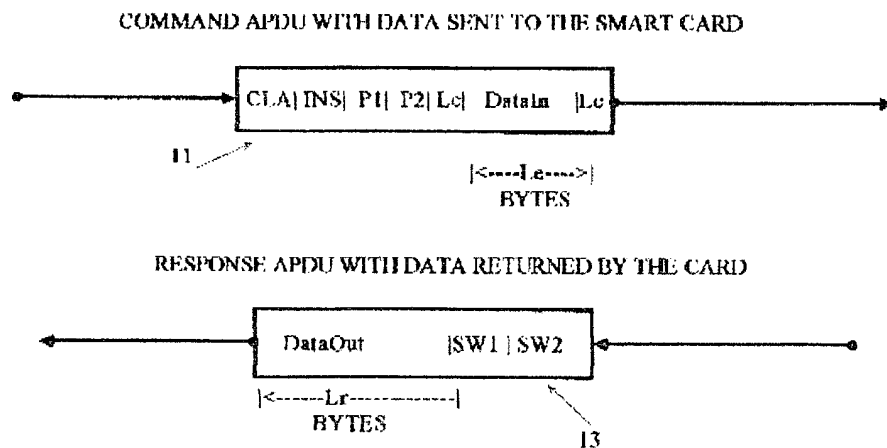 COMMAND APDU WITH DATA SENT TO THE SMART CARD
CLA| INS| P1| P2| Lc| DataIn |Le
11
|<----Le---->|
BYTES
RESPONSE APDU WITH DATA RETURNED BY THE CARD
DataOut |SW1 | SW2
|<------Lr------------|
BYTES
13